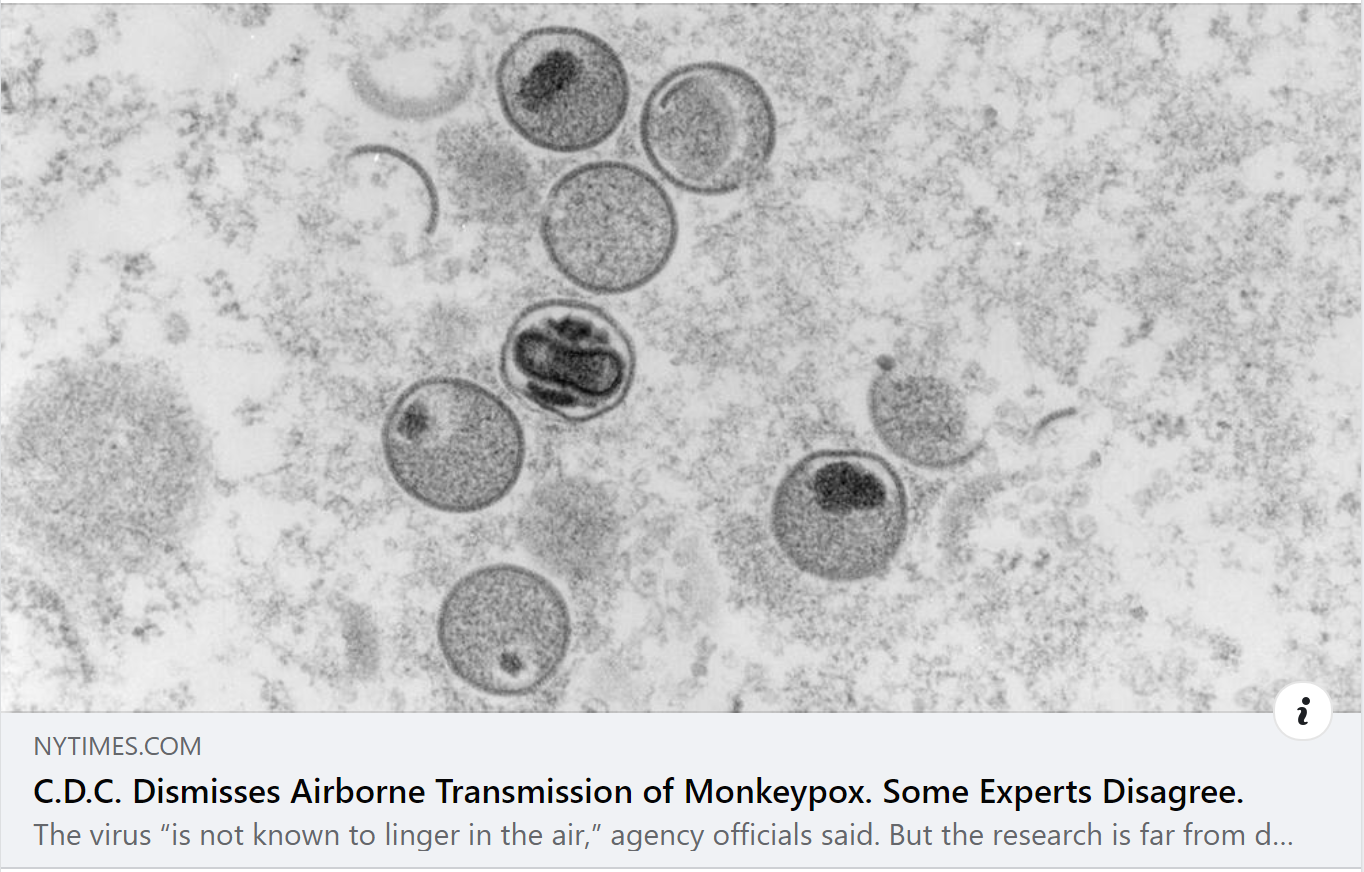 NYTIMES.COM
C.D.C. Dismisses Airborne Transmission of Monkeypox. Some Experts Disagree.
The virus “is not known to linger in the air,” agency officials said. But the research is far from d...